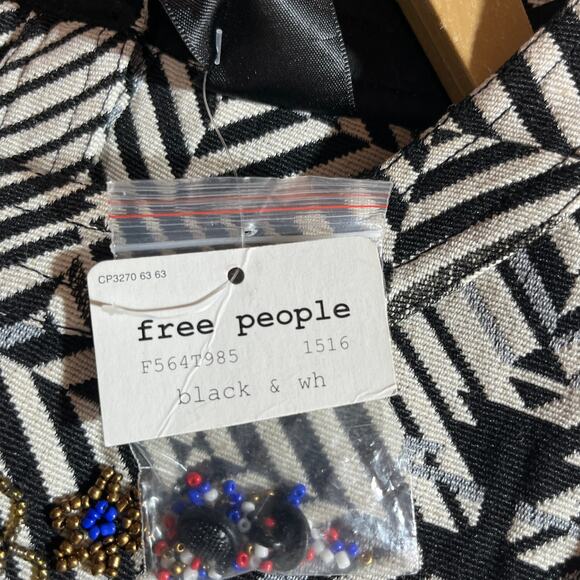 CP3270 63 63
free people
F564T985 1516
black & wh